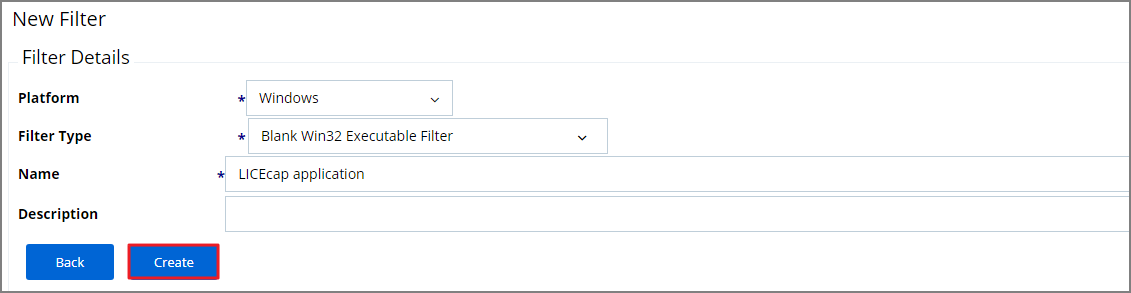 New Filter
Filter Details
Platform * Windows
Filter Type * Blank Win32 Executable Filter
Name * LICEcap application
Description
Back Create